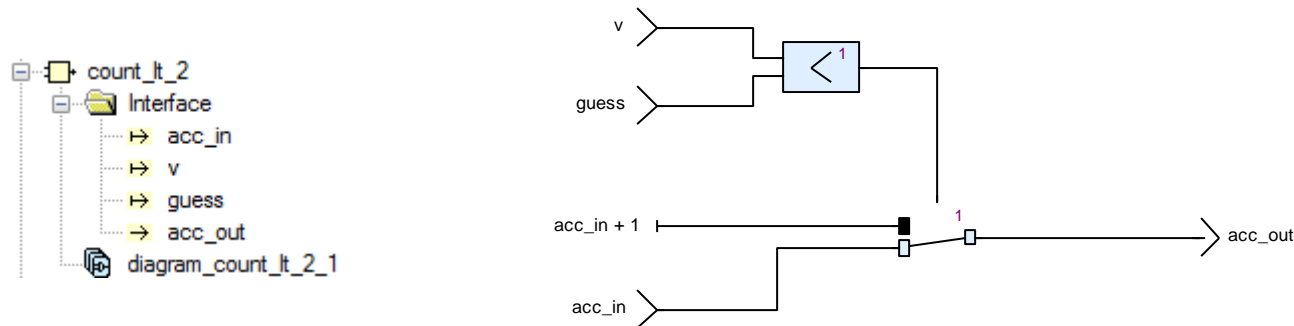 count_lt_2
Interface
acc_in
v
guess
acc_out
diagram_count_lt_2_1
v
1
<
guess
acc_in + 1
1
acc_out
acc_in